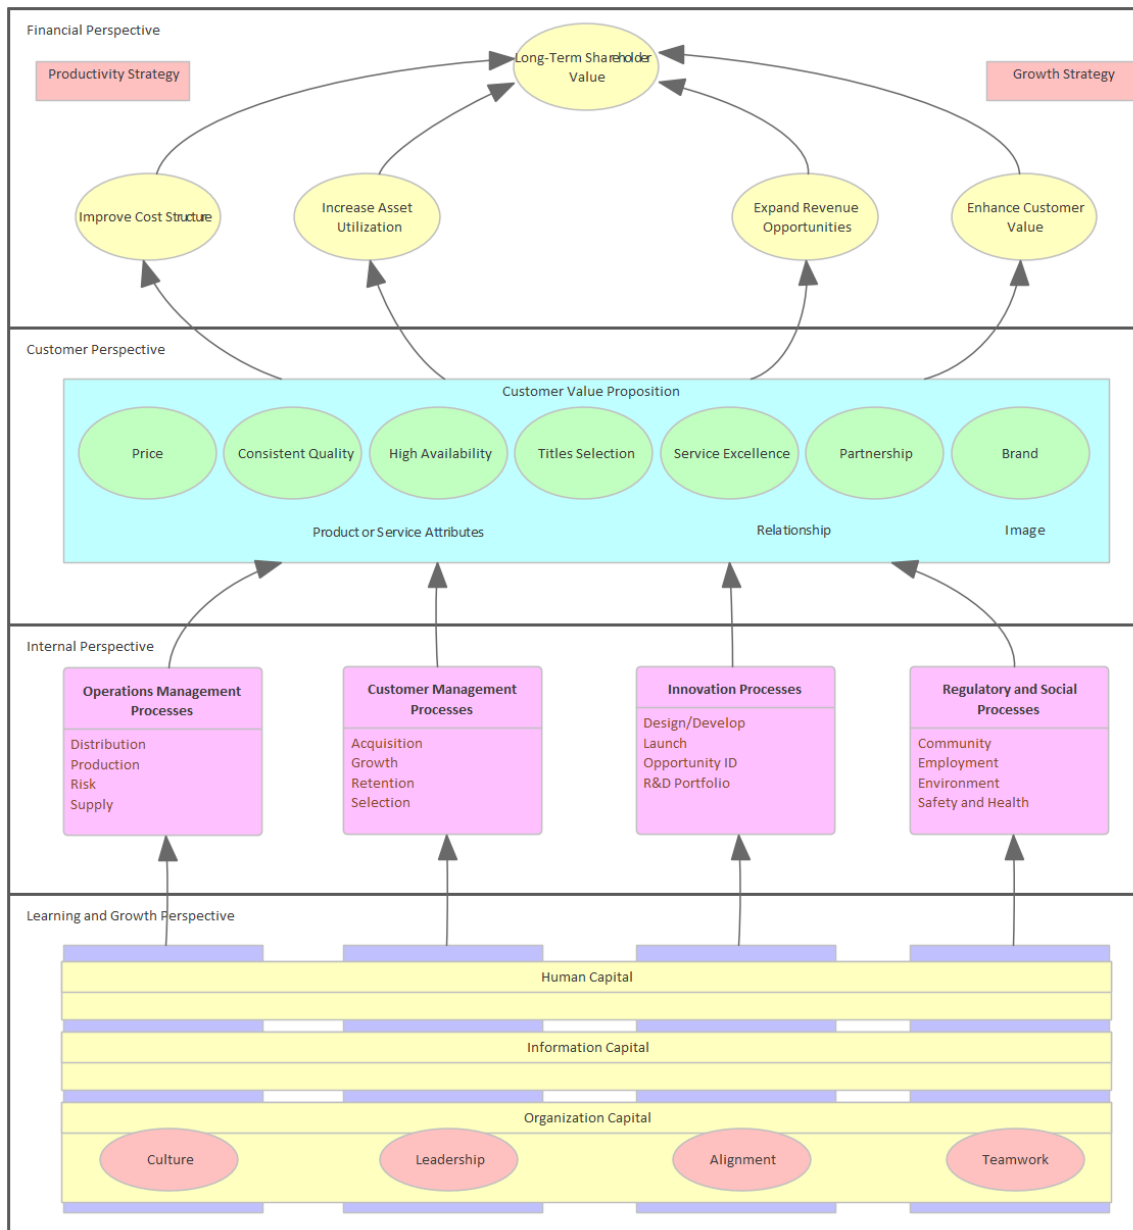 Financial Perspective
Productivity Strategy
Long-Term Shareholder
Value
Growth Strategy
Improve Cost Structure
Increase Asset
Utilization
Expand Revenue
Opportunities
Enhance Customer
Value
Customer Perspective
Customer Value Proposition
Price
Consistent Quality
High Availability
Titles Selection
Service Excellence
Partnership
Brand
Product or Service Attributes
Relationship
Image
Internal Perspective
Operations Management
Processes
Distribution
Production
Risk
Supply
Customer Management
Processes
Acquisition
Growth
Retention
Selection
Innovation Processes
Design/Develop
Launch
Opportunity ID
R&D Portfolio
Regulatory and Social
Processes
Community
Employment
Environment
Safety and Health
Learning and Growth Perspective
Human Capital
Information Capital
Organization Capital
Culture
Leadership
Alignment
Teamwork